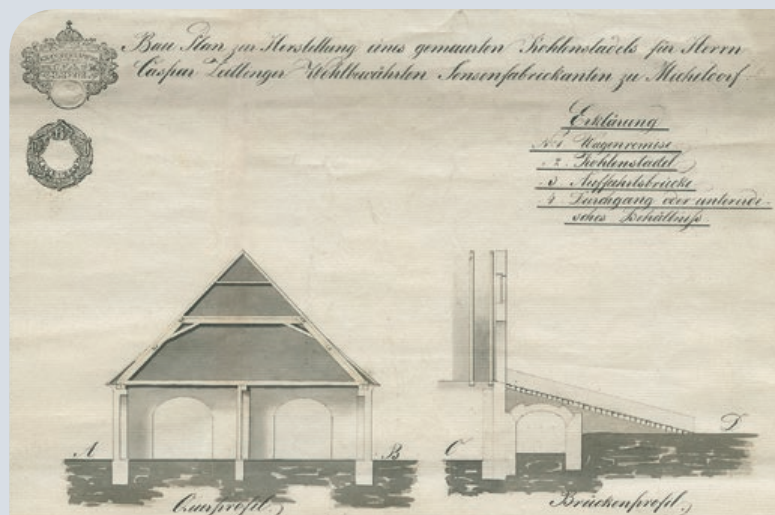 Bau Plan zur Herstellung eines gemauerten Kohlenstadels für Herrn
Caspar Zeitlinger Wohlbewährten Sensenfabrickanten zu Micheldorf
Erklärung
No 1 Wagenremise
" 2. Kohlenstadel
" 3. Auffahrtsbrücke
" 4. Durchgang oder unterirdi-
sches Behältniß
A
B
C
D
Querprofil.
Brückenprofil.